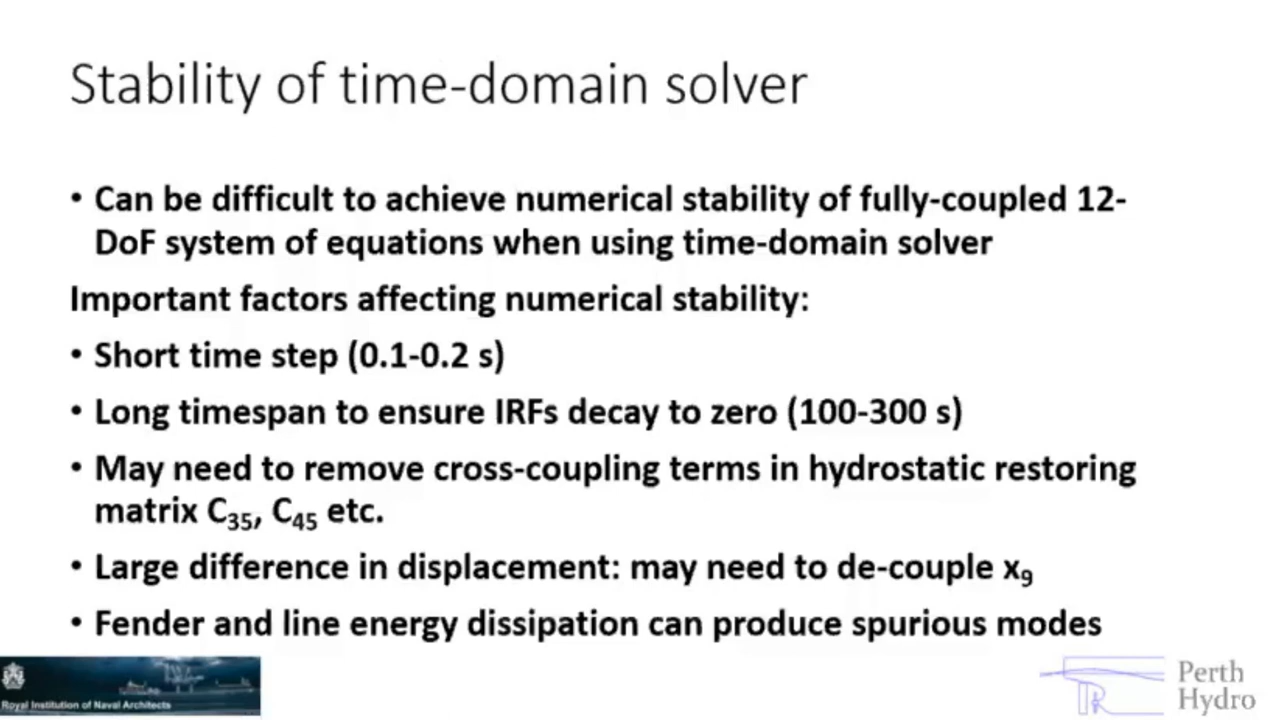 Stability of time-domain solver
• Can be difficult to achieve numerical stability of fully-coupled 12-
DoF system of equations when using time-domain solver
Important factors affecting numerical stability:
• Short time step (0.1-0.2 s)
• Long timespan to ensure IRFs decay to zero (100-300 s)
• May need to remove cross-coupling terms in hydrostatic restoring
matrix C₃₅, C₄₅ etc.
• Large difference in displacement: may need to de-couple x₉
• Fender and line energy dissipation can produce spurious modes
Royal Institution of Naval Architects
Perth
Hydro